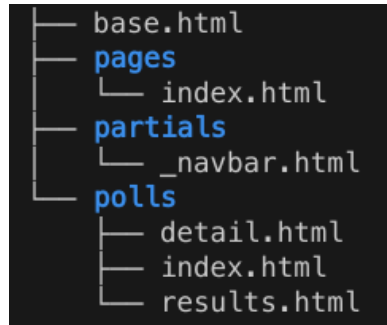 base.html
pages
index.html
partials
_navbar.html
polls
detail.html
index.html
results.html